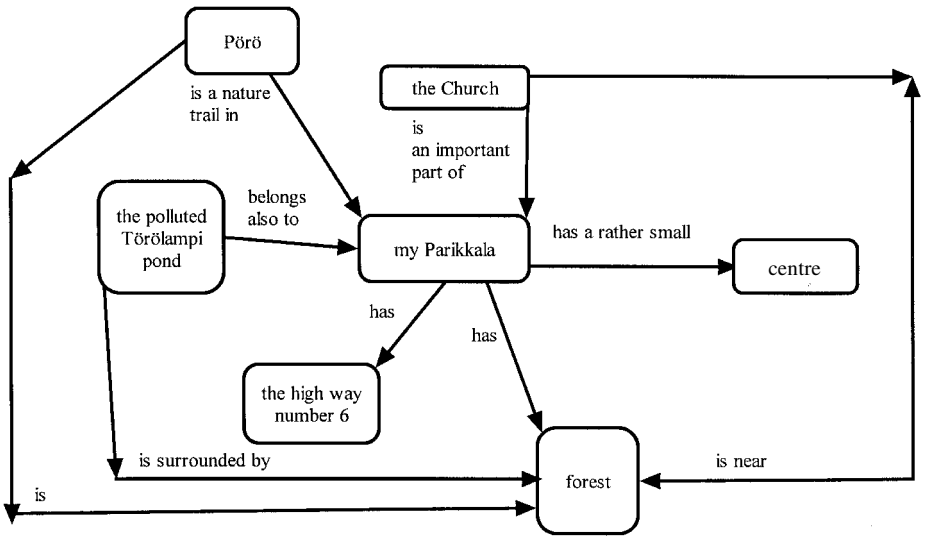 Pörö
the Church
is a nature
trail in
is
an important
part of
the polluted
Törölampi
pond
belongs
also to
my Parikkala
has a rather small
centre
has
has
the high way
number 6
is surrounded by
forest
is near
is